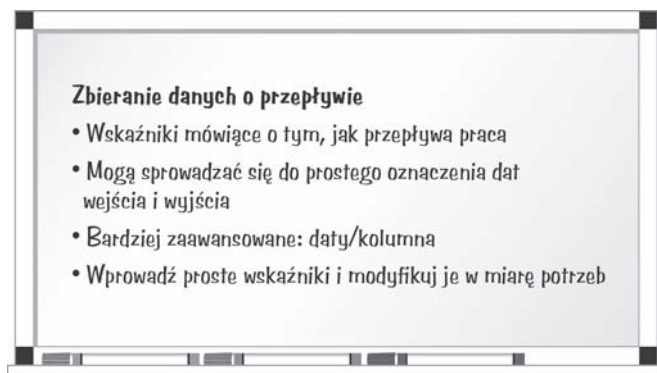 Zbieranie danych o przepływie
• Wskaźniki mówiące o tym, jak przepływa praca
• Mogą sprowadzać się do prostego oznaczenia dat
wejścia i wyjścia
• Bardziej zaawansowane: daty/kolumna
• Wprowadź proste wskaźniki i modyfikuj je w miarę potrzeb